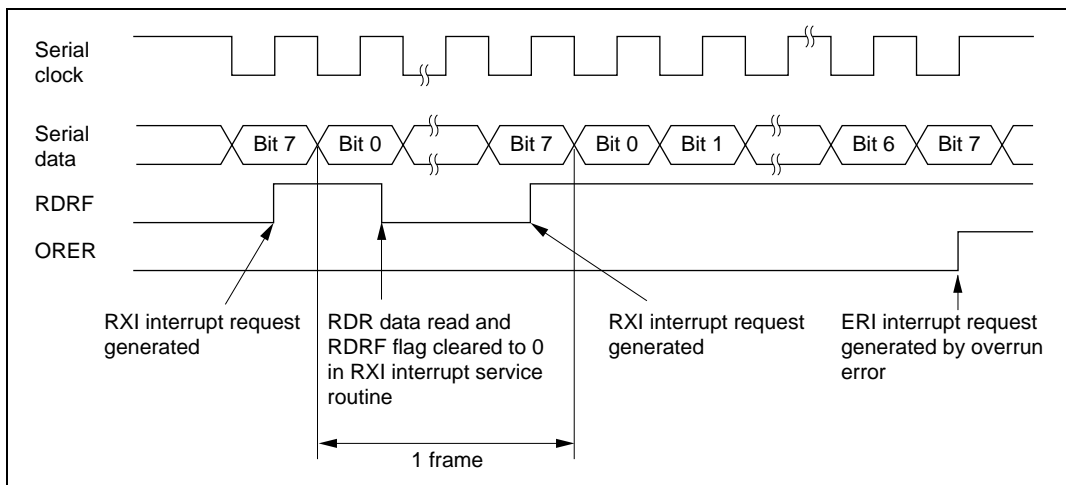 Serial
clock
Serial
data
Bit 7
Bit 0
Bit 7
Bit 0
Bit 1
Bit 6
Bit 7
RDRF
ORER
RXI interrupt request
generated
RDR data read and
RDRF flag cleared to 0
in RXI interrupt service
routine
RXI interrupt request
generated
ERI interrupt request
generated by overrun
error
1 frame